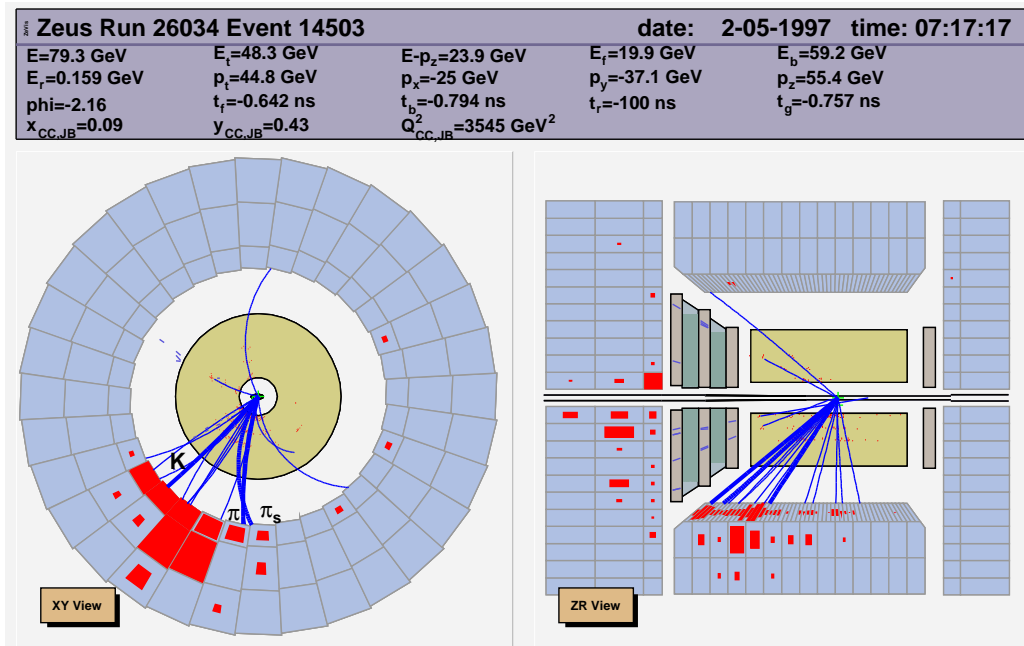 Zeus Run 26034 Event 14503 date: 2-05-1997 time: 07:17:17
E=79.3 GeV Et=48.3 GeV E-pz=23.9 GeV Ef=19.9 GeV Eb=59.2 GeV
Er=0.159 GeV pt=44.8 GeV px=-25 GeV py=-37.1 GeV pz=55.4 GeV
phi=-2.16 tf=-0.642 ns tb=-0.794 ns tr=-100 ns tg=-0.757 ns
xCC,JB=0.09 yCC,JB=0.43 Q²CC,JB=3545 GeV²
K
π πs
XY View
ZR View